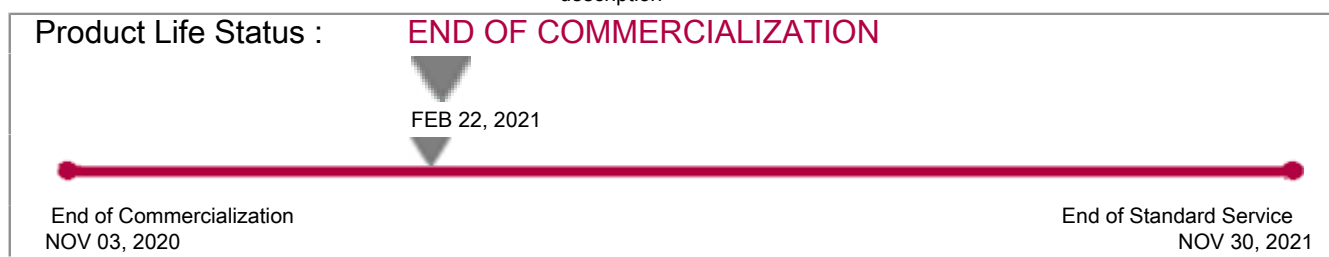 description
Product Life Status : END OF COMMERCIALIZATION
FEB 22, 2021
End of Commercialization End of Standard Service
NOV 03, 2020 NOV 30, 2021